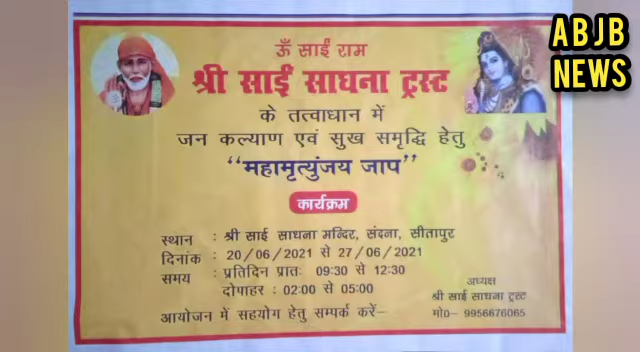 ABJB
NEWS
ॐ साईं राम
श्री साईं साधना ट्रस्ट
के तत्वाधान में
जन कल्याण एवं सुख समृद्धि हेतु
“महामृत्युंजय जाप”
कार्यक्रम
स्थान : श्री साईं साधना मन्दिर, संदना, सीतापुर
दिनांक : 20/06/2021 से 27/06/2021
समय : प्रतिदिन प्रातः 09:30 से 12:30
दोपाहर : 02:00 से 05:00
आयोजन में सहयोग हेतु सम्पर्क करें–
अध्यक्ष
श्री साईं साधना ट्रस्ट
मो0– 9956676065